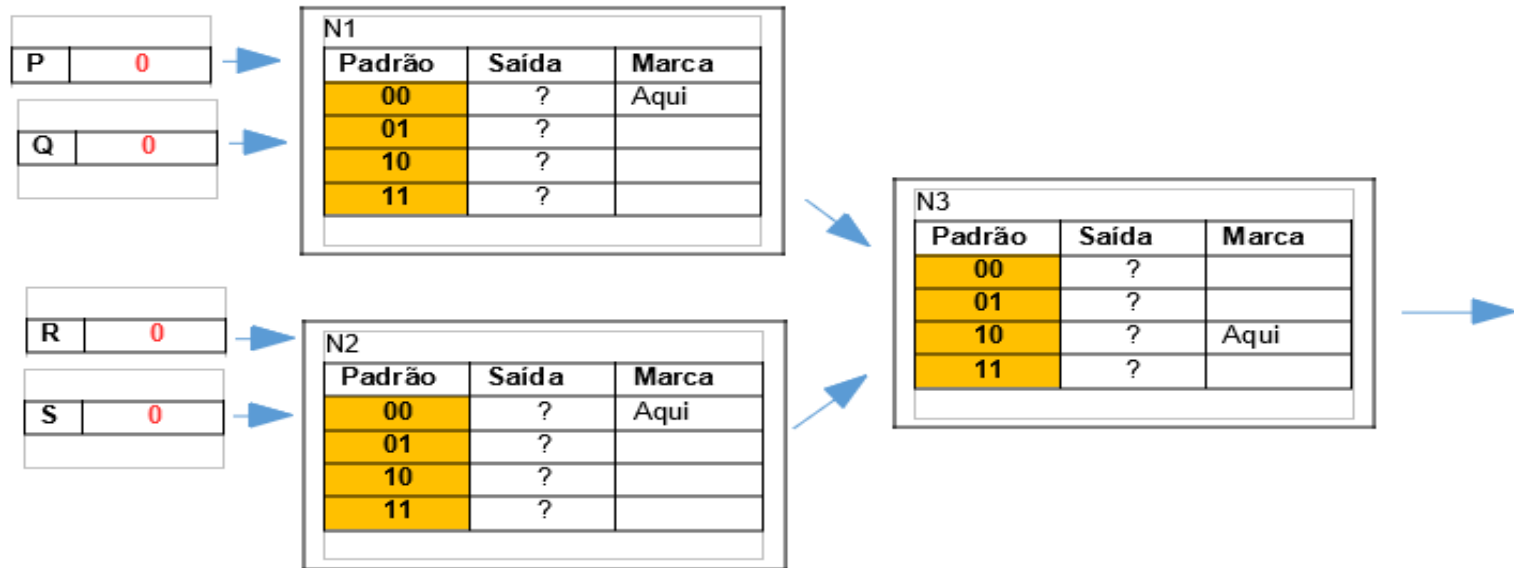 P 0
Q 0
N1
Padrão Saída Marca
00 ? Aqui
01 ?
10 ?
11 ?
R 0
S 0
N2
Padrão Saída Marca
00 ? Aqui
01 ?
10 ?
11 ?
N3
Padrão Saída Marca
00 ?
01 ?
10 ? Aqui
11 ?